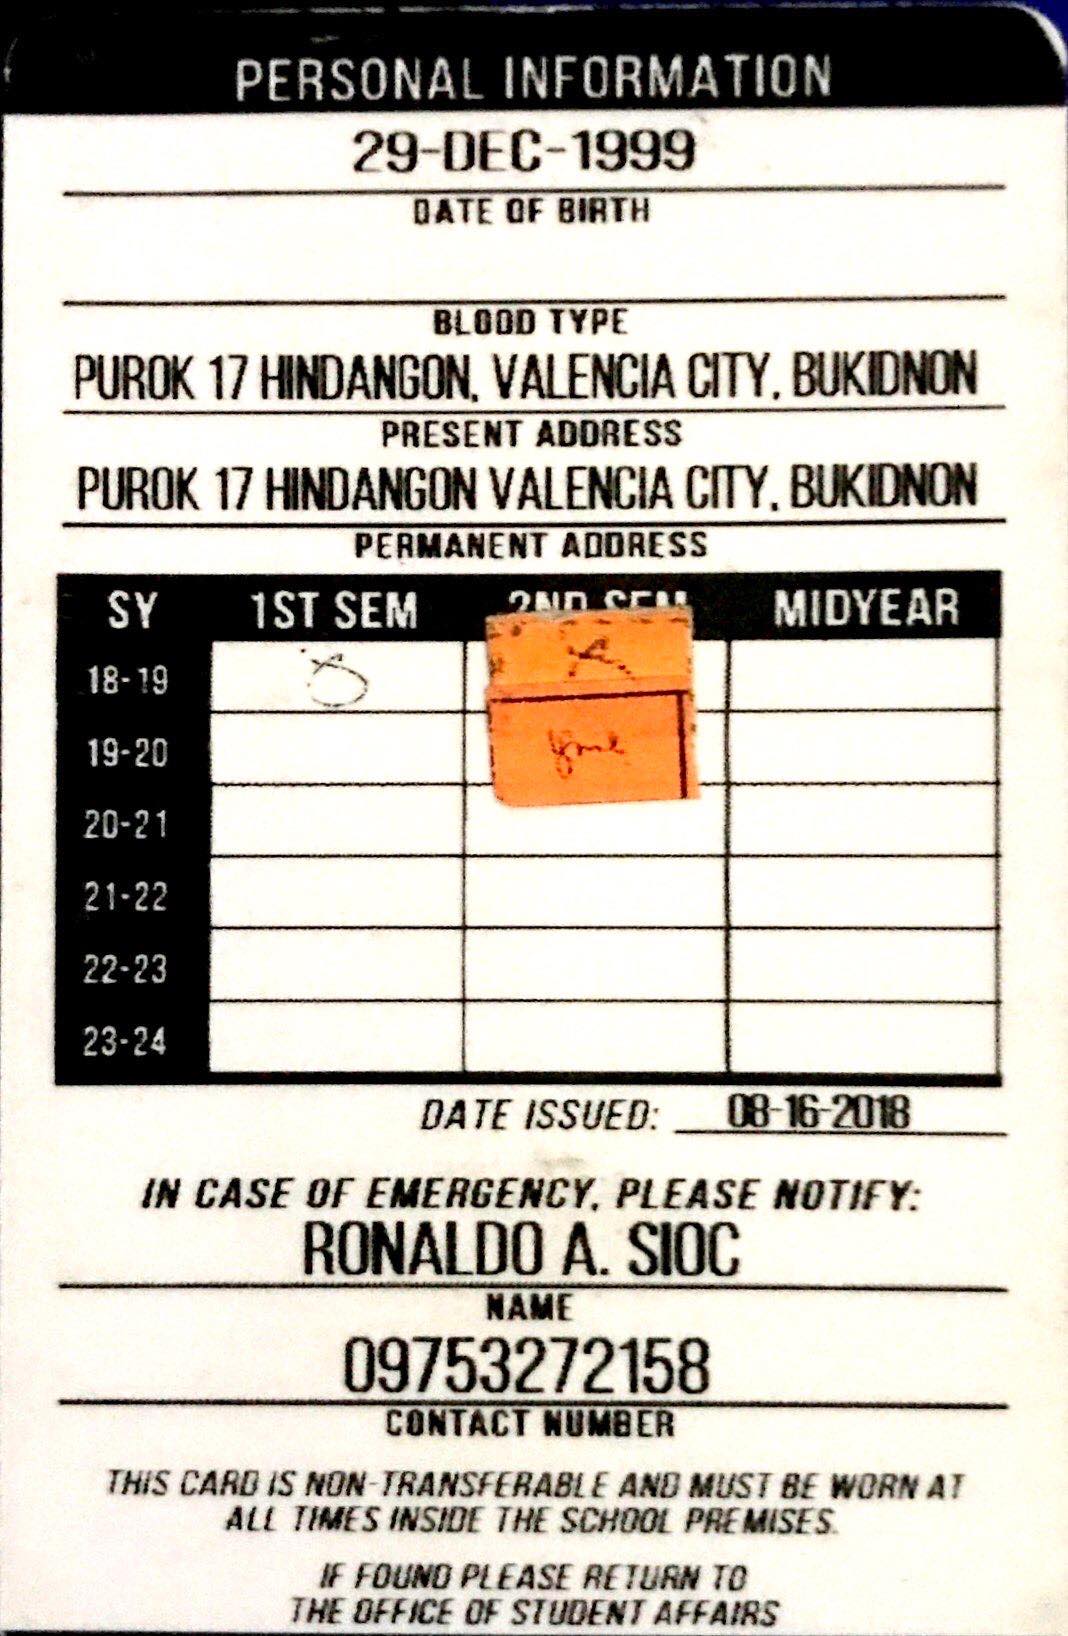 PERSONAL INFORMATION
29-DEC-1999
DATE OF BIRTH
BLOOD TYPE
PUROK 17 HINDANGON, VALENCIA CITY, BUKIDNON
PRESENT ADDRESS
PUROK 17 HINDANGON VALENCIA CITY, BUKIDNON
PERMANENT ADDRESS
SY 1ST SEM 2ND SEM MIDYEAR
18-19
19-20
20-21
21-22
22-23
23-24
DATE ISSUED: 08-16-2018
IN CASE OF EMERGENCY, PLEASE NOTIFY:
RONALDO A. SIOC
NAME
09753272158
CONTACT NUMBER
THIS CARD IS NON-TRANSFERABLE AND MUST BE WORN AT
ALL TIMES INSIDE THE SCHOOL PREMISES.
IF FOUND PLEASE RETURN TO
THE OFFICE OF STUDENT AFFAIRS